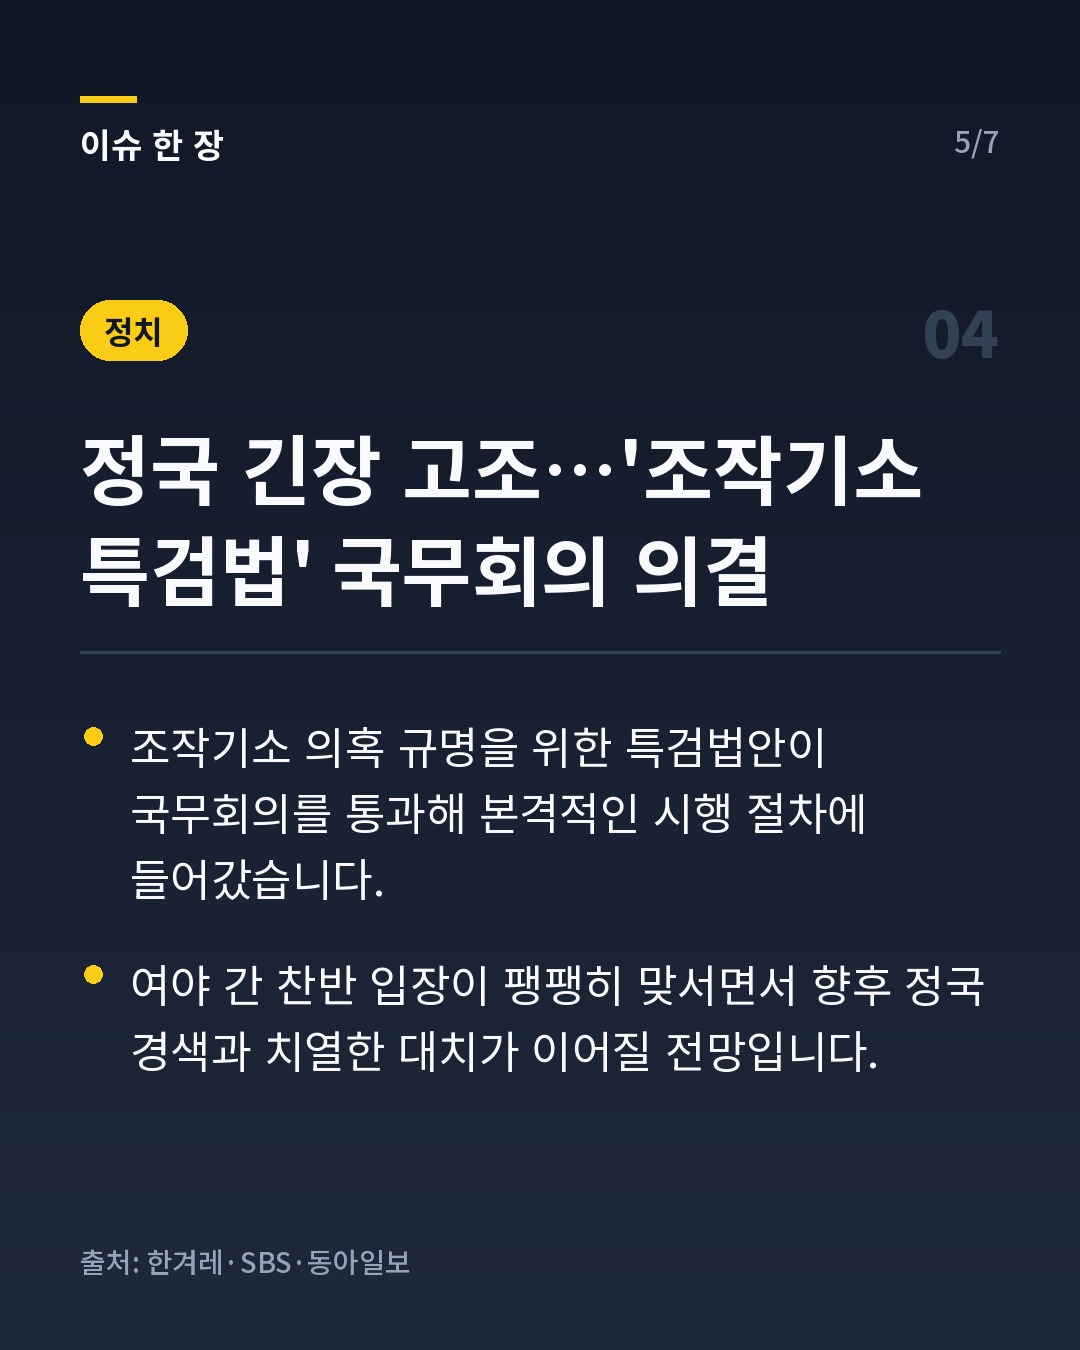 이슈 한 장
5/7
정치
04
정국 긴장 고조…'조작기소
특검법' 국무회의 의결
조작기소 의혹 규명을 위한 특검법안이
국무회의를 통과해 본격적인 시행 절차에
들어갔습니다.
여야 간 찬반 입장이 팽팽히 맞서면서 향후 정국
경색과 치열한 대치가 이어질 전망입니다.
출처: 한겨레·SBS·동아일보